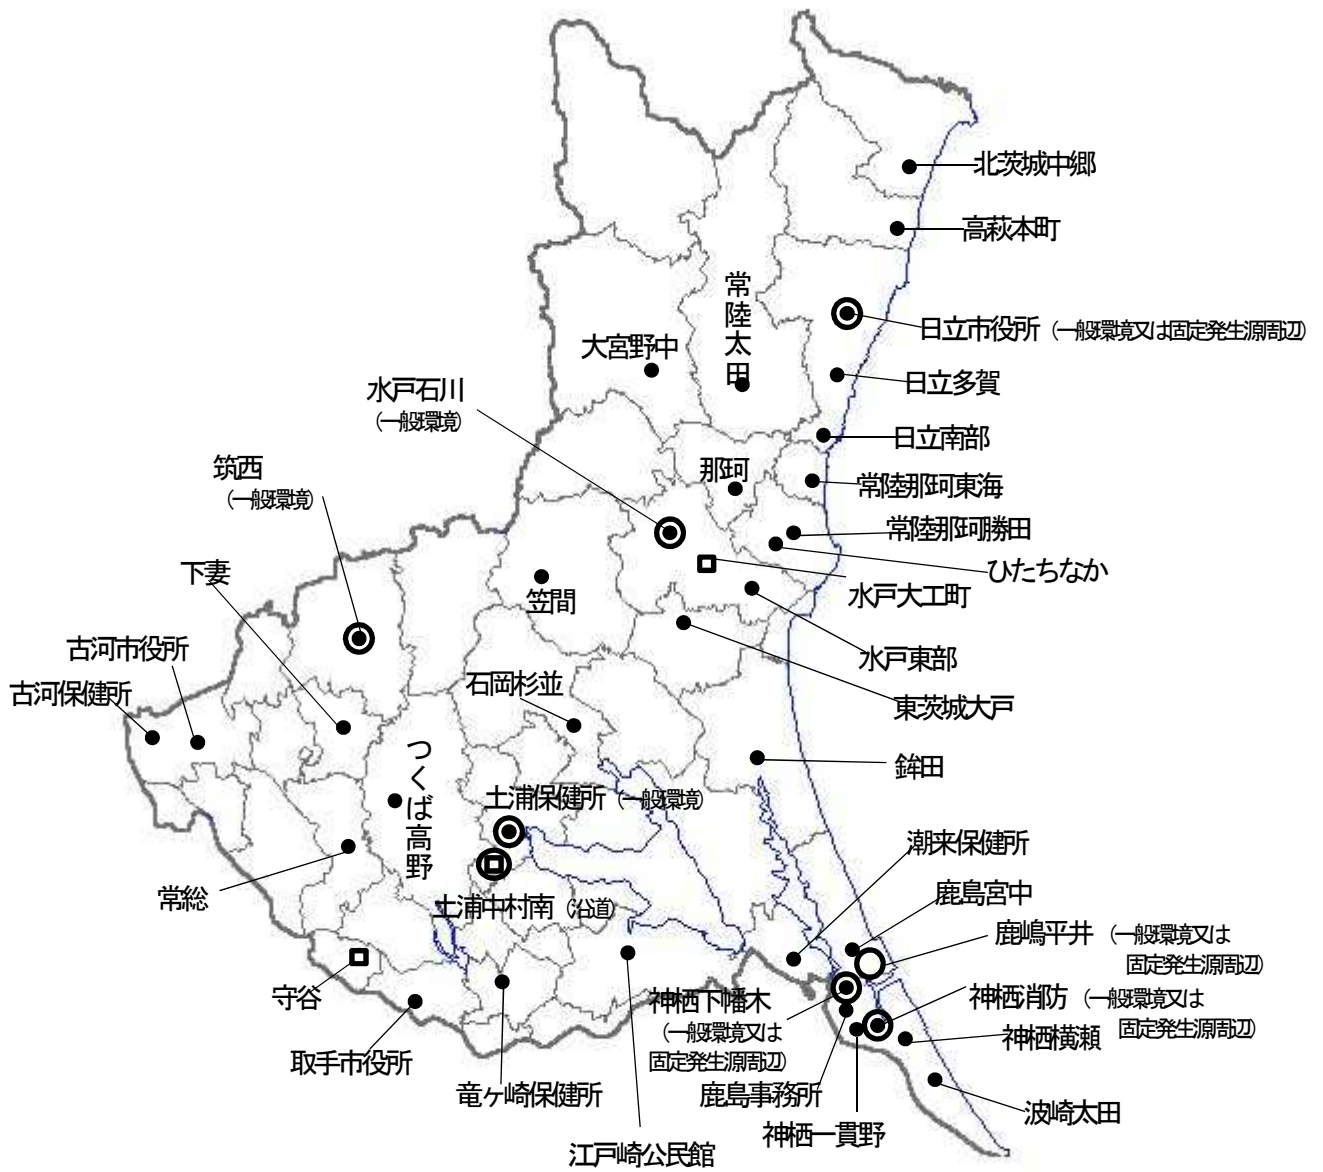 北茨城中郷
高萩本町
常陸太田
日立市役所（一般環境又は固定発生源周辺）
大宮野中
日立多賀
水戸石川
（一般環境）
日立南部
筑西
（一般環境）
那珂
常陸那珂東海
常陸那珂勝田
ひたちなか
下妻
水戸大工町
笠間
古河市役所
水戸東部
古河保健所
石岡杉並
東茨城大戸
つくば高野
鉾田
土浦保健所（一般環境）
潮来保健所
常総
鹿島宮中
土浦中村南（沿道）
鹿嶋平井（一般環境又は
固定発生源周辺）
守谷
神栖下幡木
（一般環境又は
固定発生源周辺）
神栖消防（一般環境又は
固定発生源周辺）
神栖横瀬
取手市役所
竜ヶ崎保健所
鹿島事務所
波崎太田
神栖一貫野
江戸崎公民館